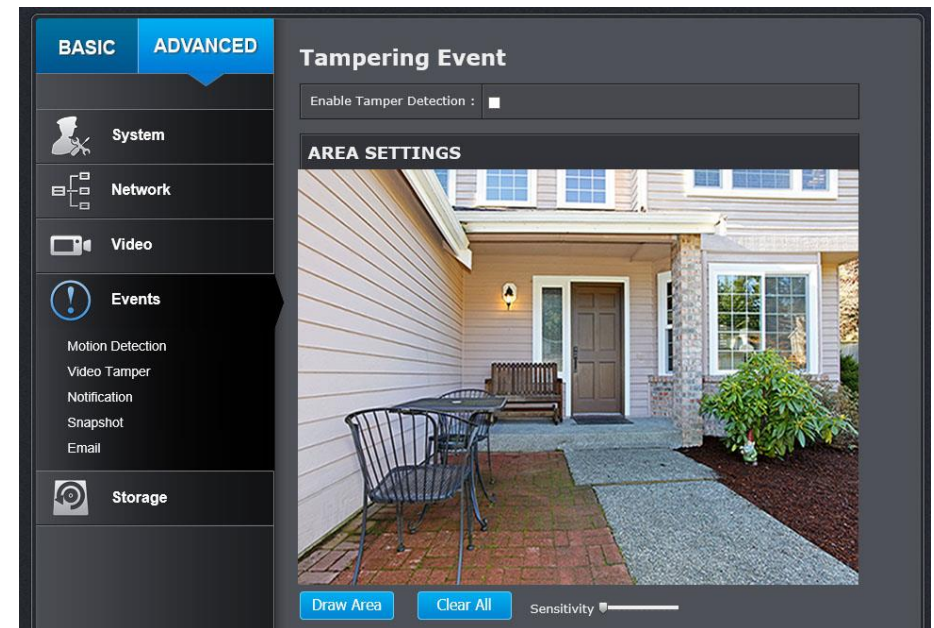 BASIC ADVANCED
Tampering Event
Enable Tamper Detection :
System
AREA SETTINGS
Network
Video
Events
Motion Detection
Video Tamper
Notification
Snapshot
Email
Storage
Draw Area Clear All Sensitivity